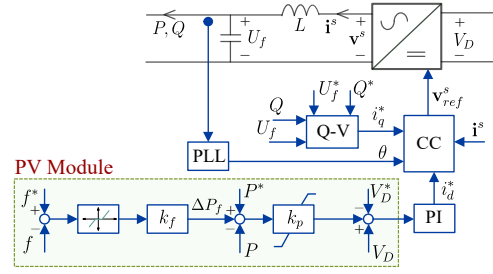 P, Q
U_f
L
i^s
v^s
+
−
+
V_D
−
v^s_ref
U^*_f Q^*
Q
U_f
Q-V
i^*_q
CC
i^s
PLL
θ
PV Module
i^*_d
f^*
+
−
f
k_f
ΔP_f
P^*
+
+
−
P
k_p
V^*_D
−
+
V_D
PI